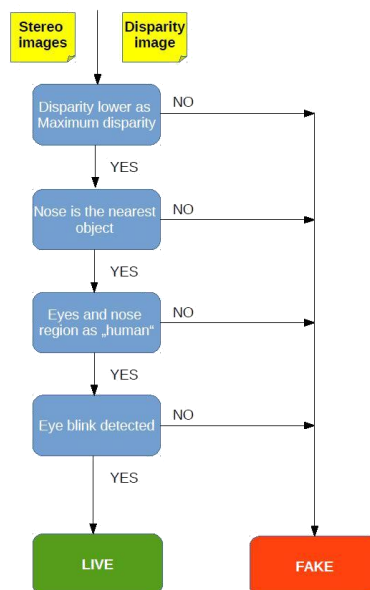 Stereo
images
Disparity
image
Disparity lower as
Maximum disparity
NO
YES
Nose is the nearest
object
NO
YES
Eyes and nose
region as „human“
NO
YES
Eye blink detected
NO
YES
LIVE
FAKE